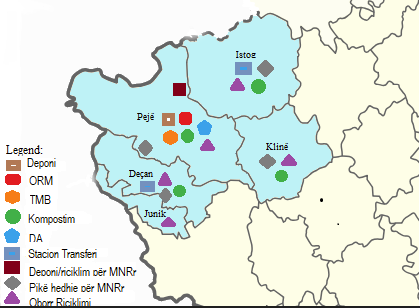 Istog
Pejë
Klinë
Deçan
Junik
Legend:
Deponi
ORM
TMB
Kompostim
DA
Stacion Transferi
Deponi/riciklim për MNRr
Pikë hedhie për MNRr
Oborr Riciklimi